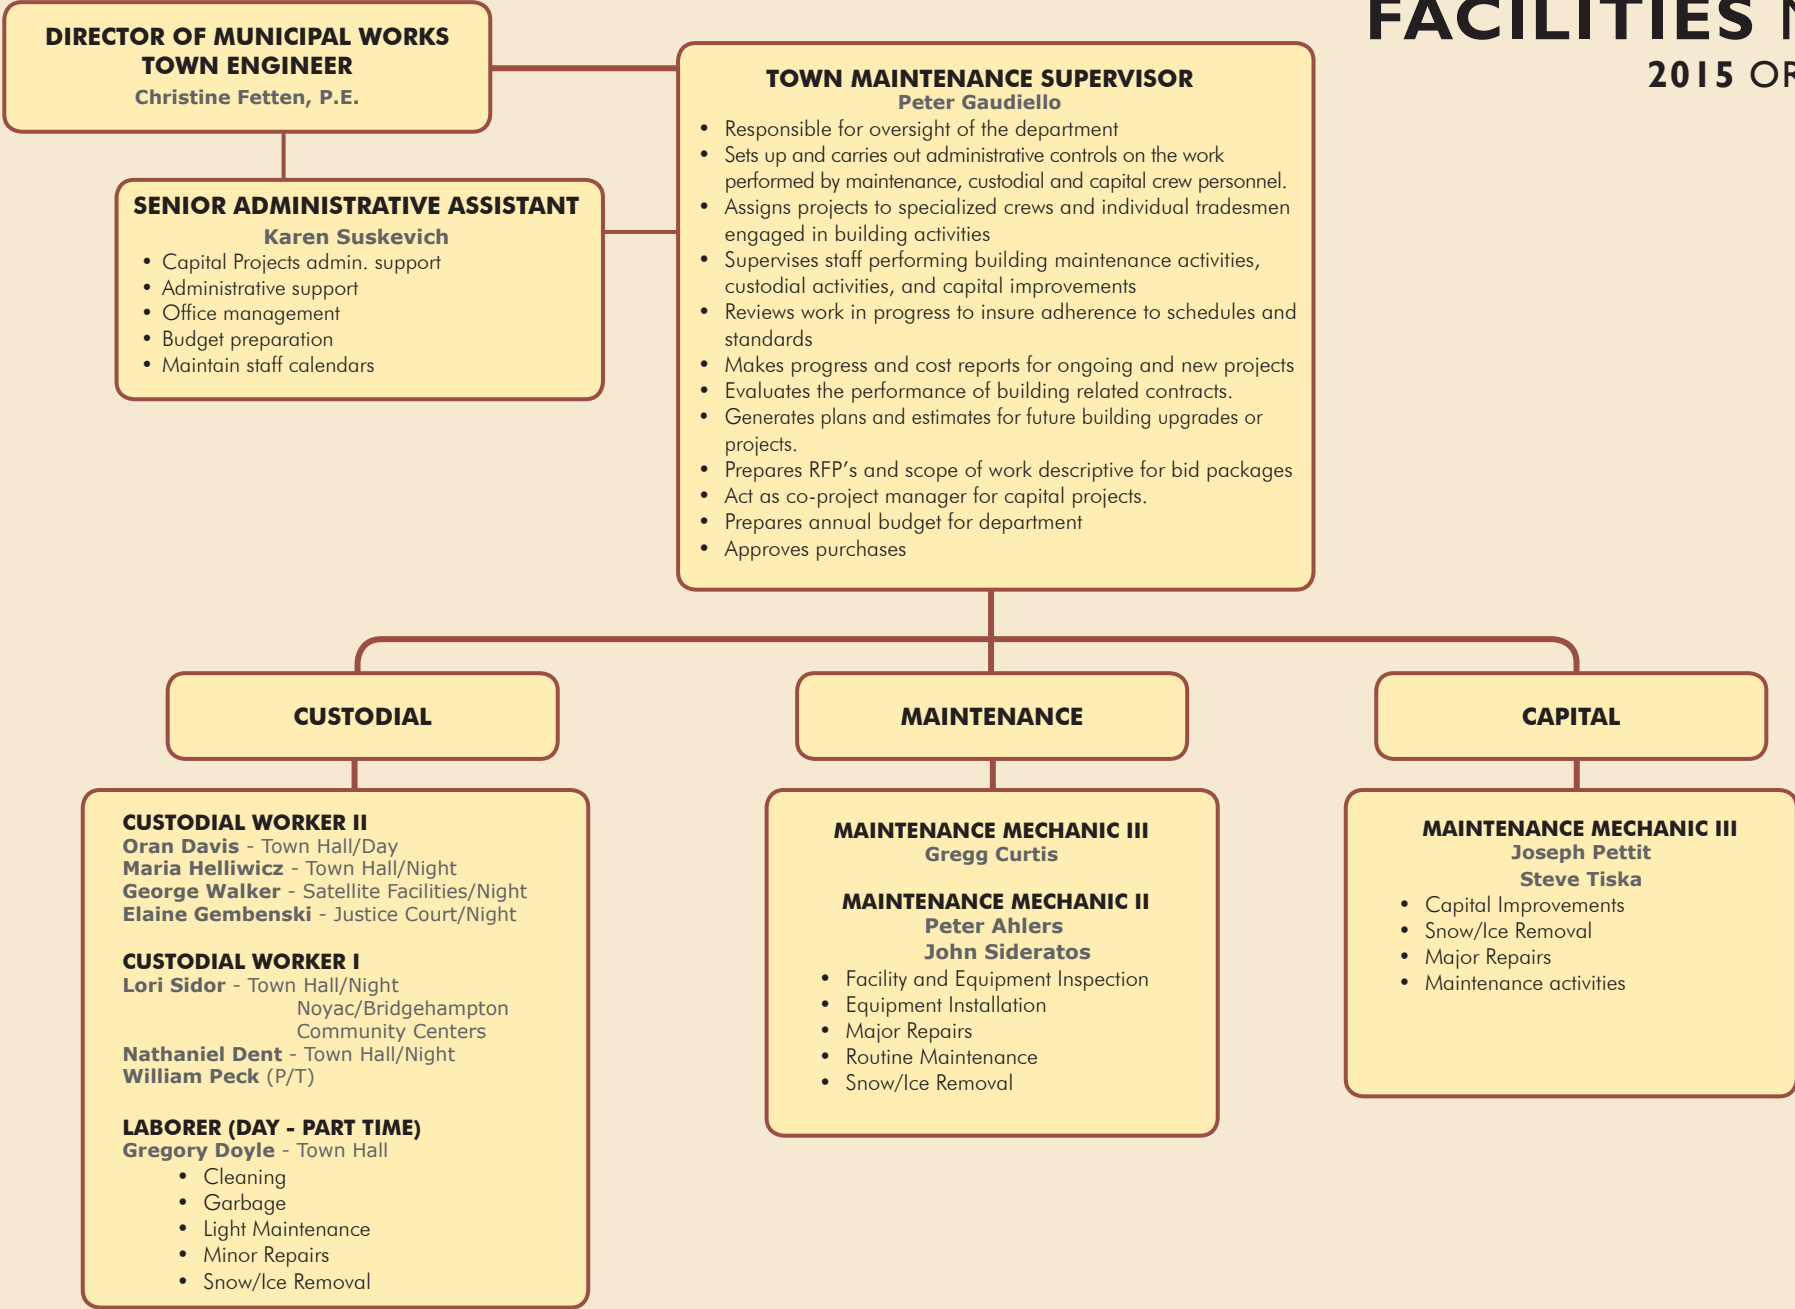 FACILITIES
2015
DIRECTOR OF MUNICIPAL WORKS
TOWN ENGINEER
Christine Fetten, P.E.
TOWN MAINTENANCE SUPERVISOR
Peter Gaudiello
• Responsible for oversight of the department
• Sets up and carries out administrative controls on the work
performed by maintenance, custodial and capital crew personnel.
• Assigns projects to specialized crews and individual tradesmen
engaged in building activities
• Supervises staff performing building maintenance activities,
custodial activities, and capital improvements
• Reviews work in progress to insure adherence to schedules and
standards
• Makes progress and cost reports for ongoing and new projects
• Evaluates the performance of building related contracts.
• Generates plans and estimates for future building upgrades or
projects.
• Prepares RFP’s and scope of work descriptive for bid packages
• Act as co-project manager for capital projects.
• Prepares annual budget for department
• Approves purchases
SENIOR ADMINISTRATIVE ASSISTANT
Karen Suskevich
• Capital Projects admin. support
• Administrative support
• Office management
• Budget preparation
• Maintain staff calendars
CUSTODIAL
CUSTODIAL WORKER II
Oran Davis - Town Hall/Day
Maria Helliwicz - Town Hall/Night
George Walker - Satellite Facilities/Night
Elaine Gembenski - Justice Court/Night
CUSTODIAL WORKER I
Lori Sidor - Town Hall/Night
Noyac/Bridgehampton
Community Centers
Nathaniel Dent - Town Hall/Night
William Peck (P/T)
LABORER (DAY - PART TIME)
Gregory Doyle - Town Hall
• Cleaning
• Garbage
• Light Maintenance
• Minor Repairs
• Snow/Ice Removal
MAINTENANCE
MAINTENANCE MECHANIC III
Gregg Curtis
MAINTENANCE MECHANIC II
Peter Ahlers
John Sideratos
• Facility and Equipment Inspection
• Equipment Installation
• Major Repairs
• Routine Maintenance
• Snow/Ice Removal
CAPITAL
MAINTENANCE MECHANIC III
Joseph Pettit
Steve Tiska
• Capital Improvements
• Snow/Ice Removal
• Major Repairs
• Maintenance activities